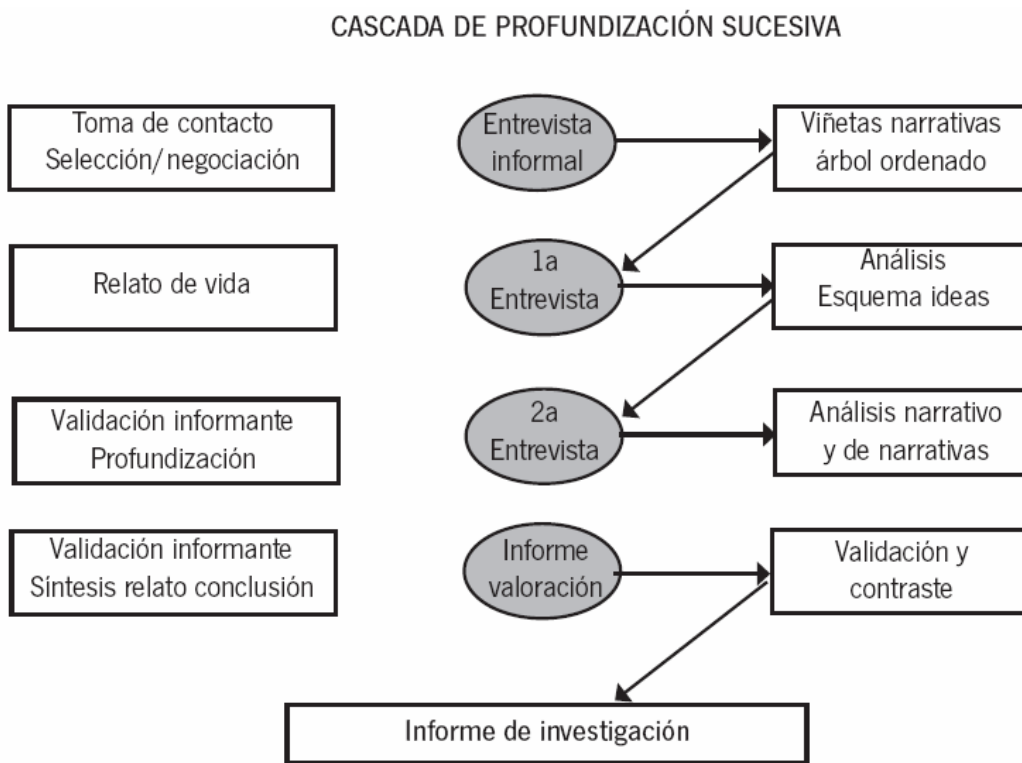 CASCADA DE PROFUNDIZACIÓN SUCESIVA
Toma de contacto
Selección/negociación
Entrevista
informal
Viñetas narrativas
árbol ordenado
Relato de vida
1a
Entrevista
Análisis
Esquema ideas
Validación informante
Profundización
2a
Entrevista
Análisis narrativo
y de narrativas
Validación informante
Síntesis relato conclusión
Informe
valoración
Validación y
contraste
Informe de investigación